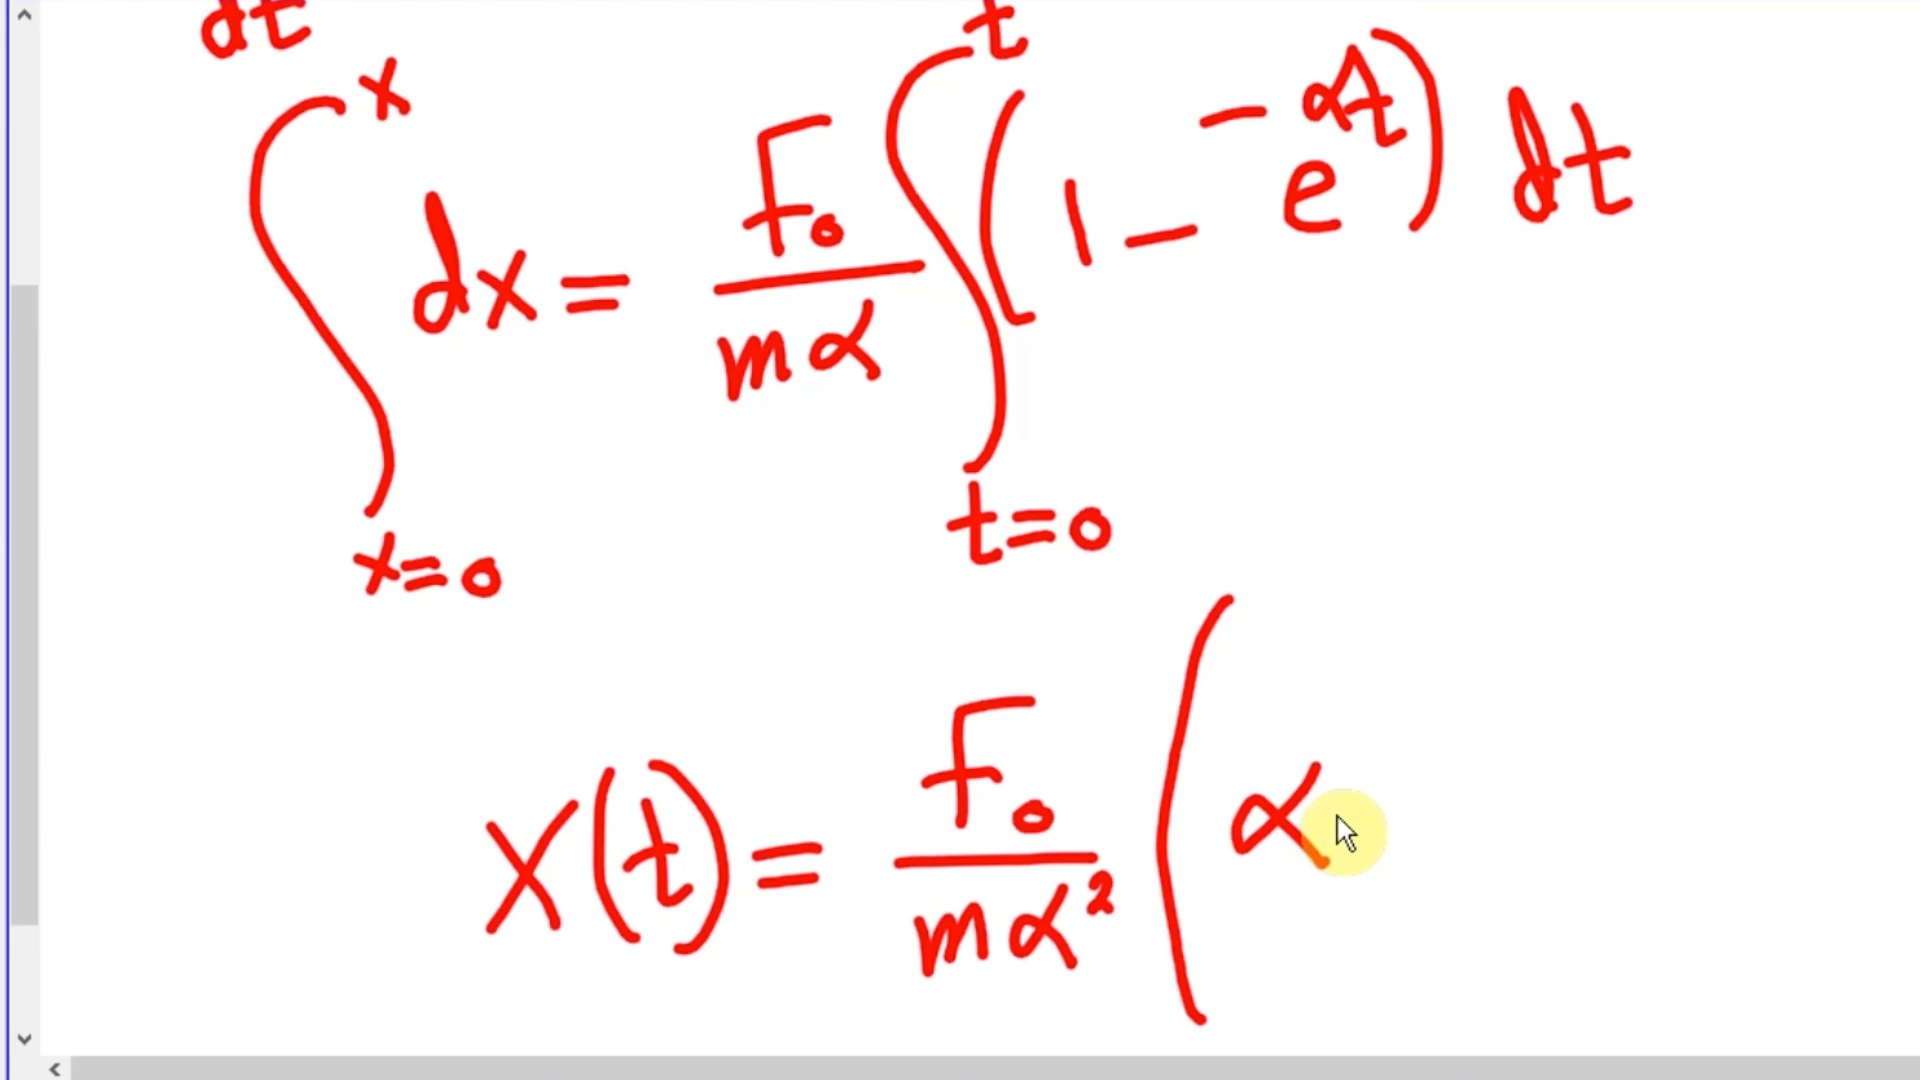 dt
∫_{x=0}^{x} dx = F₀/(mα) ∫_{t=0}^{t} (1 - e^{-αt}) dt
x(t) = F₀/(mα²) (α